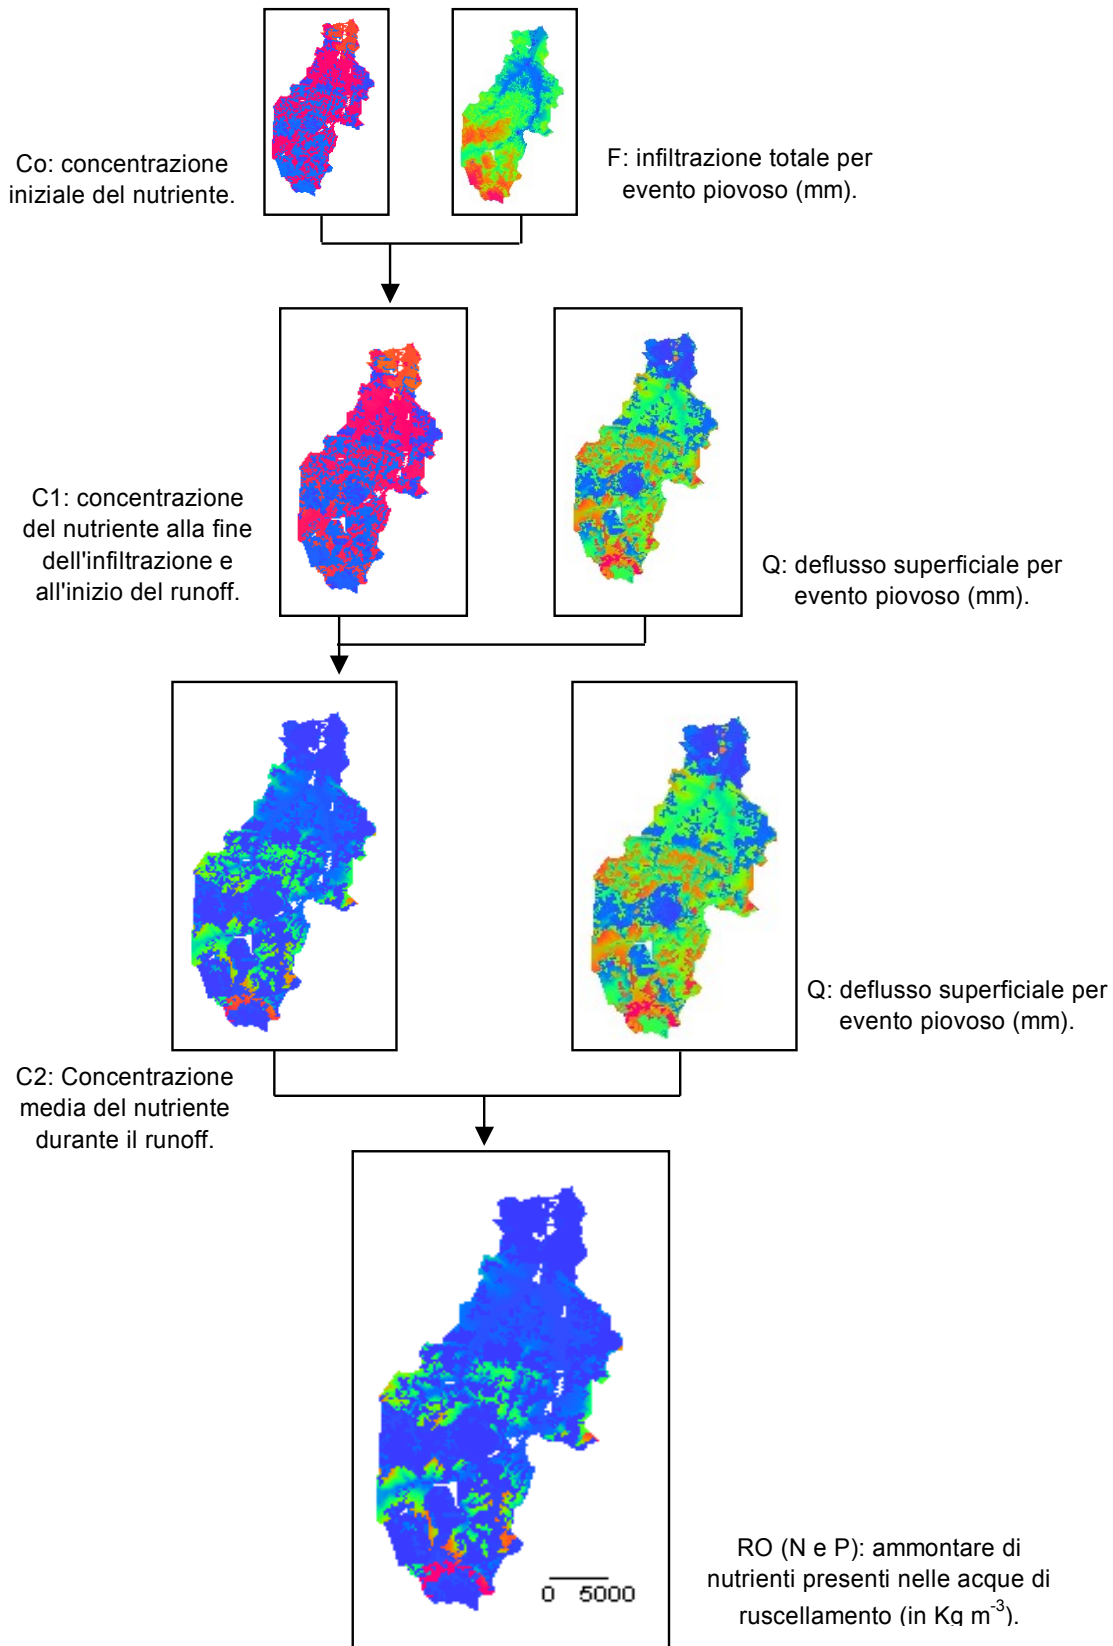 Co: concentrazione
iniziale del nutriente.
F: infiltrazione totale per
evento piovoso (mm).
C1: concentrazione
del nutriente alla fine
dell'infiltrazione e
all'inizio del runoff.
Q: deflusso superficiale per
evento piovoso (mm).
Q: deflusso superficiale per
evento piovoso (mm).
C2: Concentrazione
media del nutriente
durante il runoff.
0 5000
RO (N e P): ammontare di
nutrienti presenti nelle acque di
ruscellamento (in Kg m⁻³).